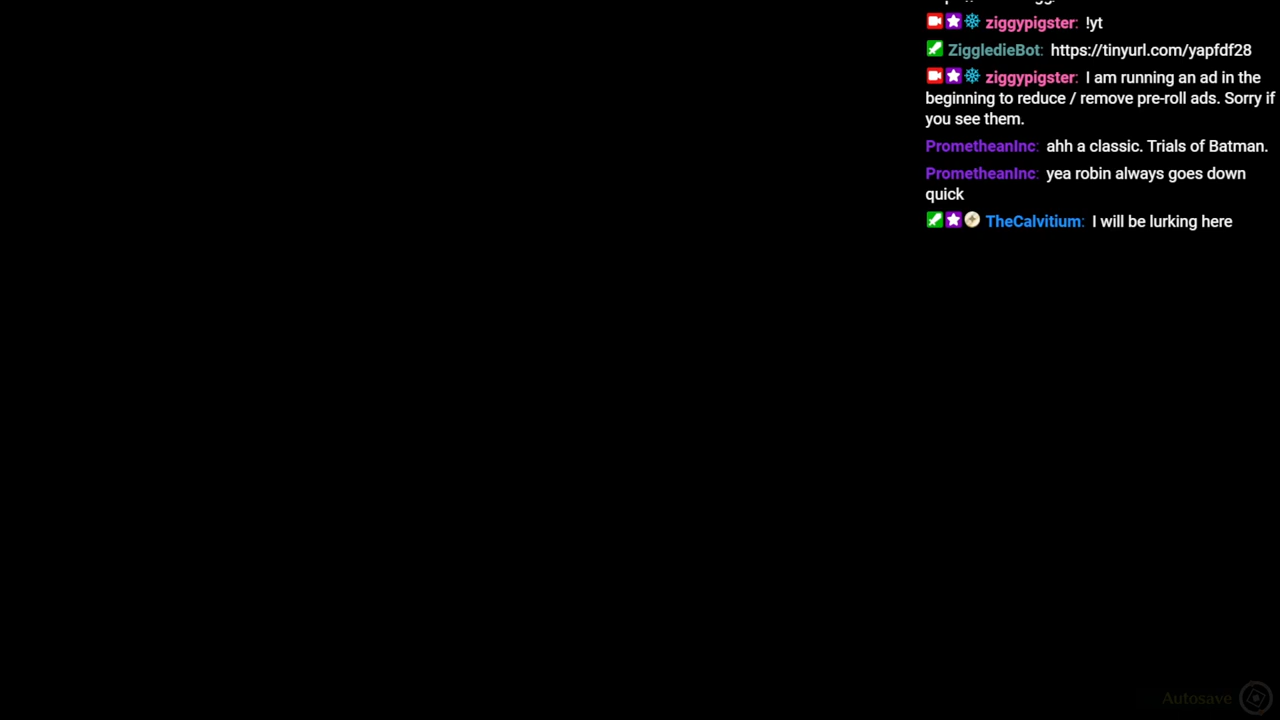 ziggypigster: !yt
ZiggledieBot: https://tinyurl.com/yapfdf28
ziggypigster: I am running an ad in the
beginning to reduce / remove pre-roll ads. Sorry if
you see them.
PrometheanInc: ahh a classic. Trials of Batman.
PrometheanInc: yea robin always goes down
quick
TheCalvitium: I will be lurking here
Autosave